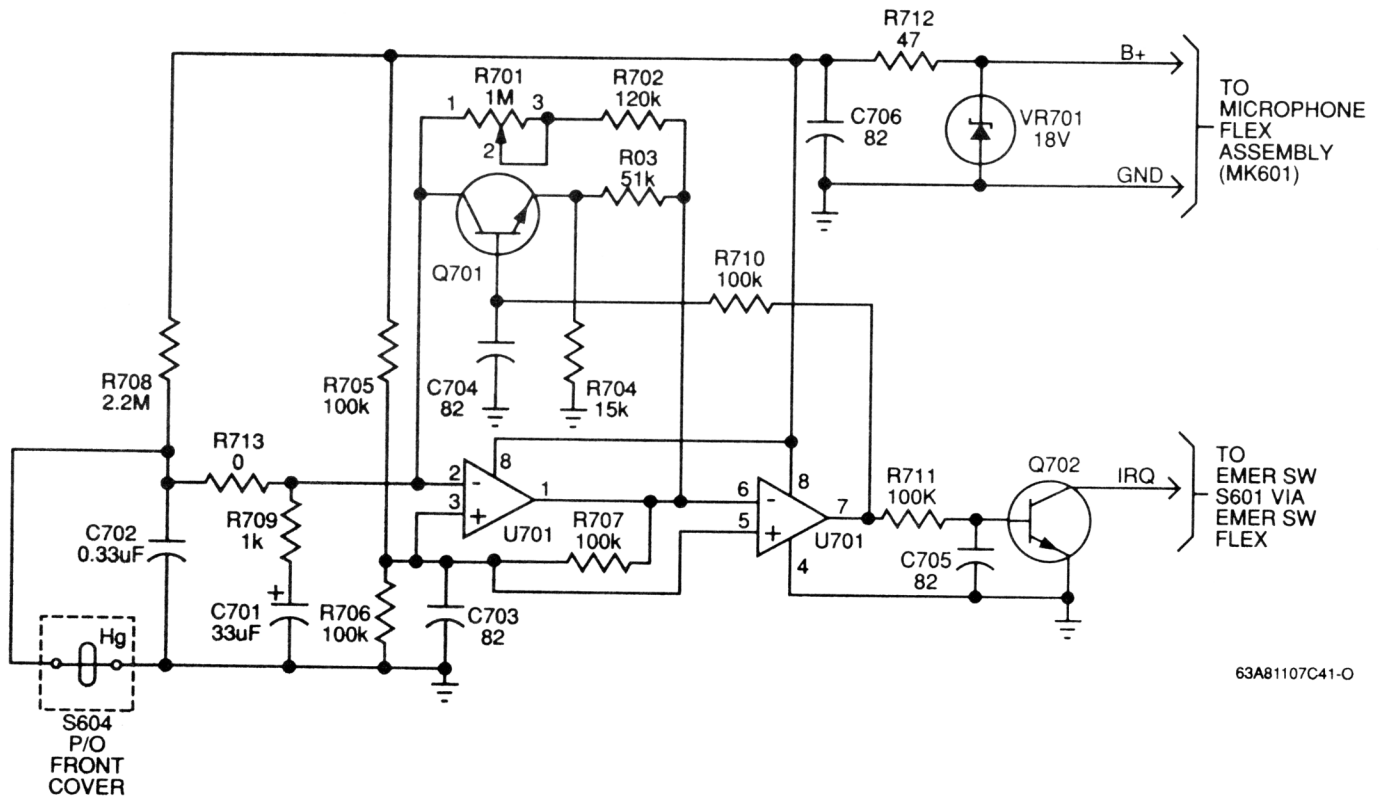 R712
47
B+
R701
1M
1
3
2
R702
120k
C706
82
VR701
18V
TO
MICROPHONE
FLEX
ASSEMBLY
(MK601)
R03
51k
GND
Q701
R710
100k
R708
2.2M
R705
100k
C704
82
R704
15k
R713
0
2
-
8
3
+
1
U701
6
-
8
5
+
7
U701
4
R711
100K
Q702
IRQ
TO
EMER SW
S601 VIA
EMER SW
FLEX
R709
1k
R707
100k
C702
0.33uF
C705
82
+
C701
33uF
R706
100k
C703
82
Hg
S604
P/O
FRONT
COVER
63A81107C41-O